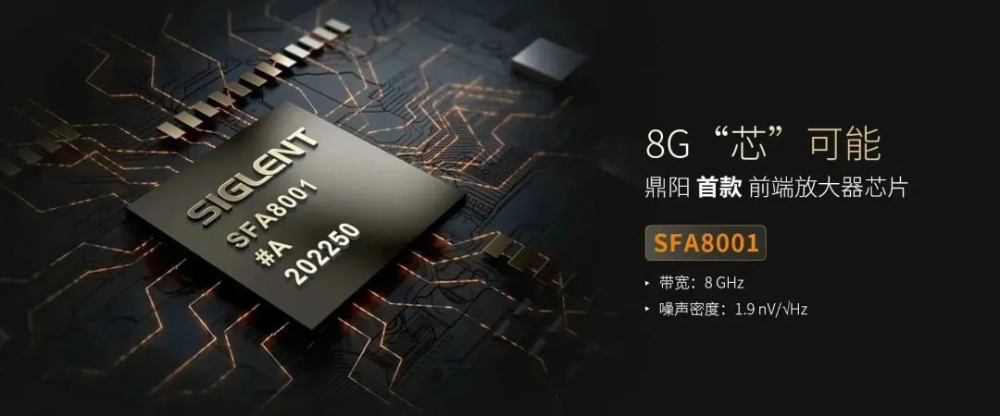 SIGLENT
SFA8001
#A
202250
8G “芯” 可能
鼎阳 首款 前端放大器芯片
SFA8001
带宽：8 GHz
噪声密度：1.9 nV/√Hz